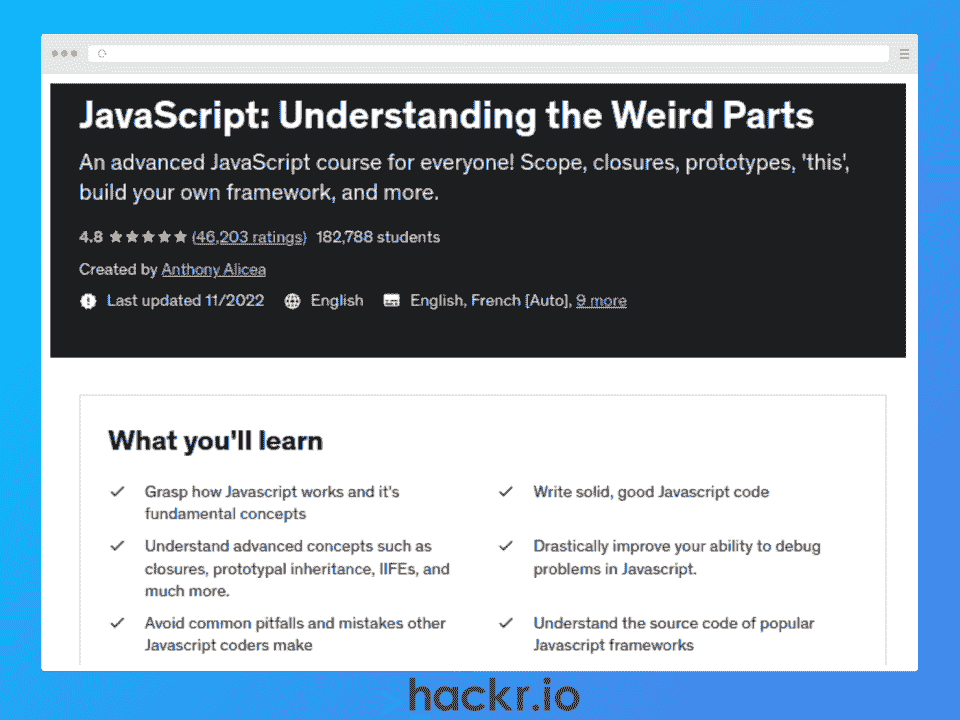 JavaScript: Understanding the Weird Parts
An advanced JavaScript course for everyone! Scope, closures, prototypes, 'this',
build your own framework, and more.
4.8 ★★★★★ (46,203 ratings) 182,788 students
Created by Anthony Alicea
Last updated 11/2022 English English, French [Auto], 9 more
What you'll learn
Grasp how Javascript works and it's
fundamental concepts
Write solid, good Javascript code
Understand advanced concepts such as
closures, prototypal inheritance, IIFEs, and
much more.
Drastically improve your ability to debug
problems in Javascript.
Avoid common pitfalls and mistakes other
Javascript coders make
Understand the source code of popular
Javascript frameworks
hackr.io